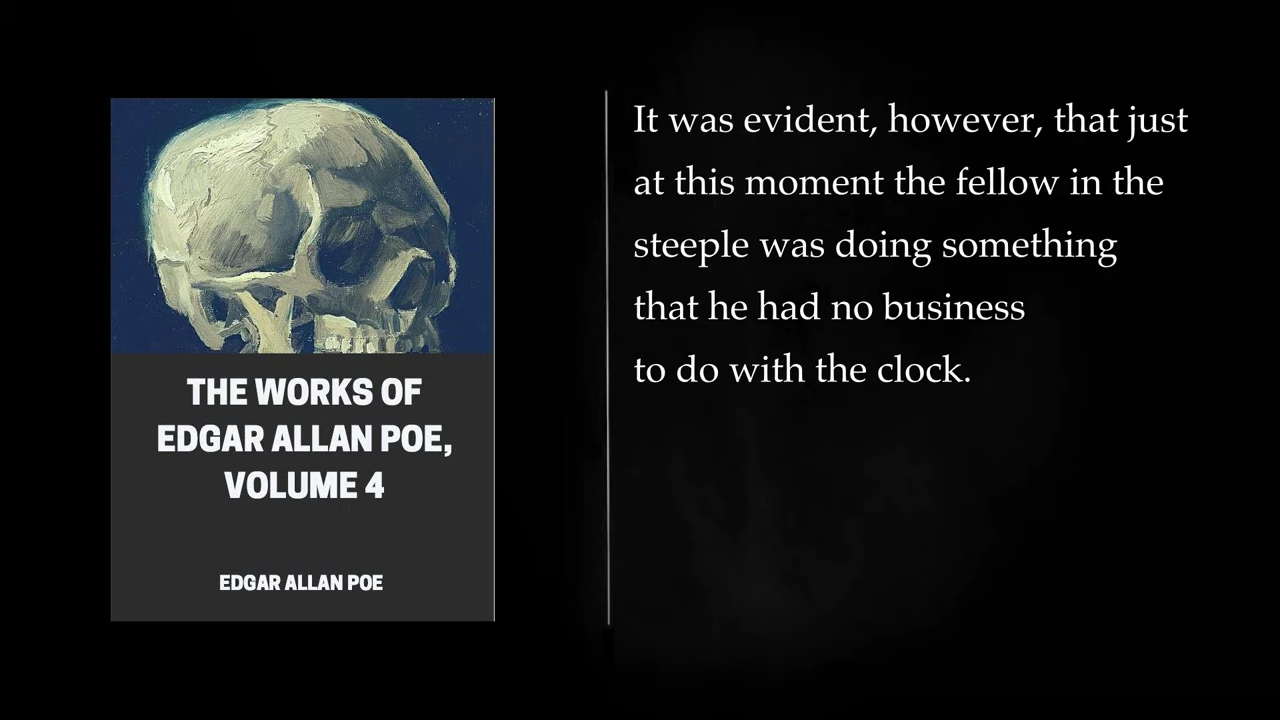 THE WORKS OF
EDGAR ALLAN POE,
VOLUME 4
EDGAR ALLAN POE
It was evident, however, that just
at this moment the fellow in the
steeple was doing something
that he had no business
to do with the clock.